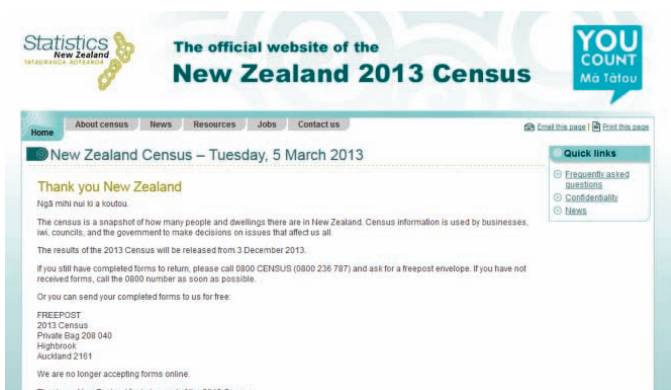 Statistics
New Zealand
TATAURANGA AOTEAROA
The official website of the
New Zealand 2013 Census
YOU
COUNT
Mā Tātou
Home
About census
News
Resources
Jobs
Contact us
Email this page | Print this page
New Zealand Census – Tuesday, 5 March 2013
Quick links
Frequently asked
questions
Confidentiality
News
Thank you New Zealand
Ngā mihi nui ki a koutou.
The census is a snapshot of how many people and dwellings there are in New Zealand. Census information is used by businesses,
iwi, councils, and the government to make decisions on issues that affect us all.
The results of the 2013 Census will be released from 3 December 2013.
If you still have completed forms to return, please call 0800 CENSUS (0800 236 787) and ask for a freepost envelope. If you have not
received forms, call the 0800 number as soon as possible.
Or you can send your completed forms to us for free:
FREEPOST
2013 Census
Private Bag 208 040
Highbrook
Auckland 2161
We are no longer accepting forms online.